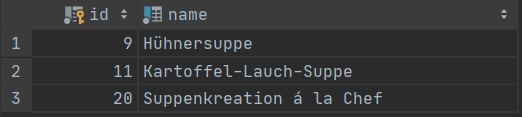 id name
1 9 Hühnersuppe
2 11 Kartoffel-Lauch-Suppe
3 20 Suppenkreation á la Chef